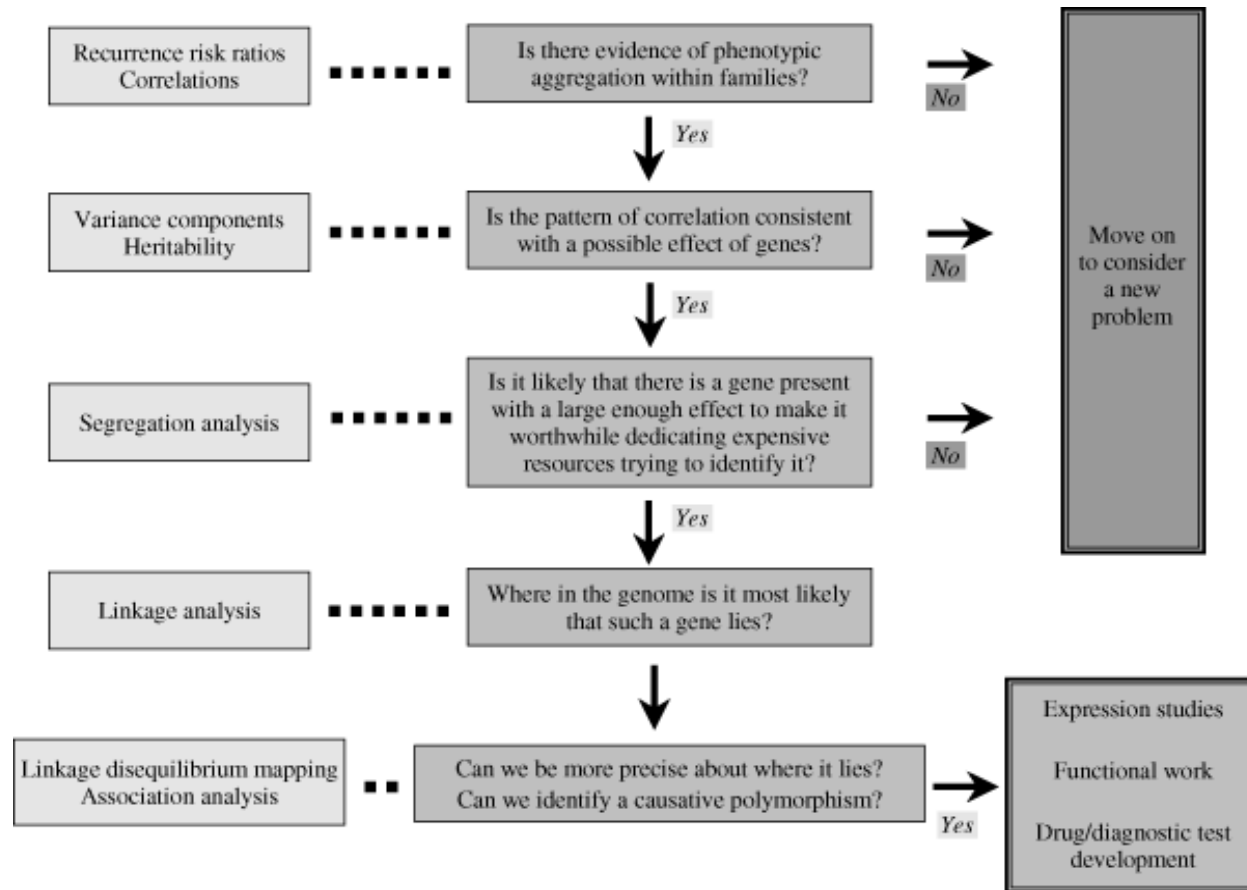 Recurrence risk ratios
Correlations
Is there evidence of phenotypic
aggregation within families?
No
Yes
Variance components
Heritability
Is the pattern of correlation consistent
with a possible effect of genes?
No
Move on
to consider
a new
problem
Yes
Segregation analysis
Is it likely that there is a gene present
with a large enough effect to make it
worthwhile dedicating expensive
resources trying to identify it?
No
Yes
Linkage analysis
Where in the genome is it most likely
that such a gene lies?
Linkage disequilibrium mapping
Association analysis
Can we be more precise about where it lies?
Can we identify a causative polymorphism?
Yes
Expression studies
Functional work
Drug/diagnostic test
development